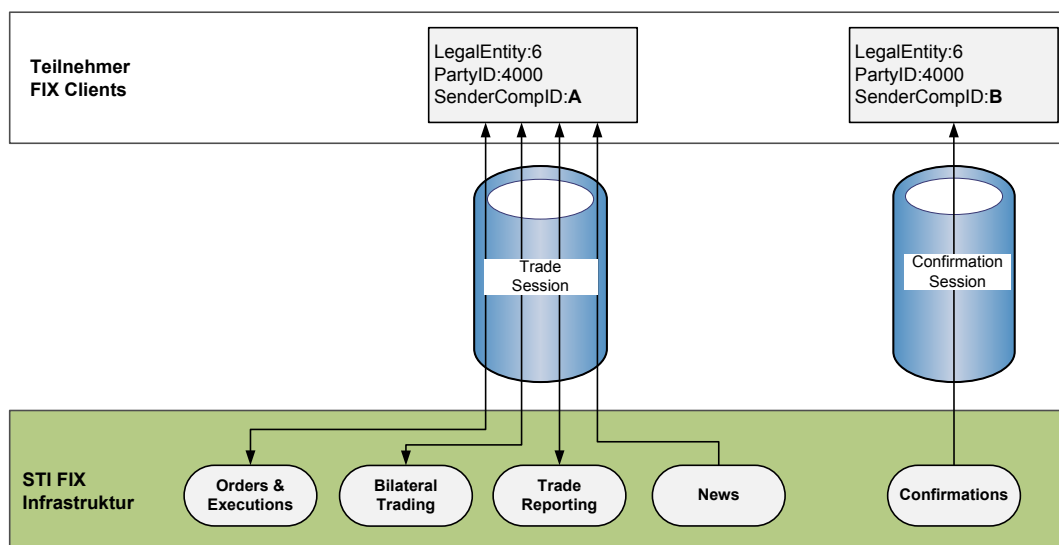 Teilnehmer
FIX Clients
LegalEntity:6
PartyID:4000
SenderCompID:A
LegalEntity:6
PartyID:4000
SenderCompID:B
Trade
Session
Confirmation
Session
STI FIX
Infrastruktur
Orders &
Executions
Bilateral
Trading
Trade
Reporting
News
Confirmations